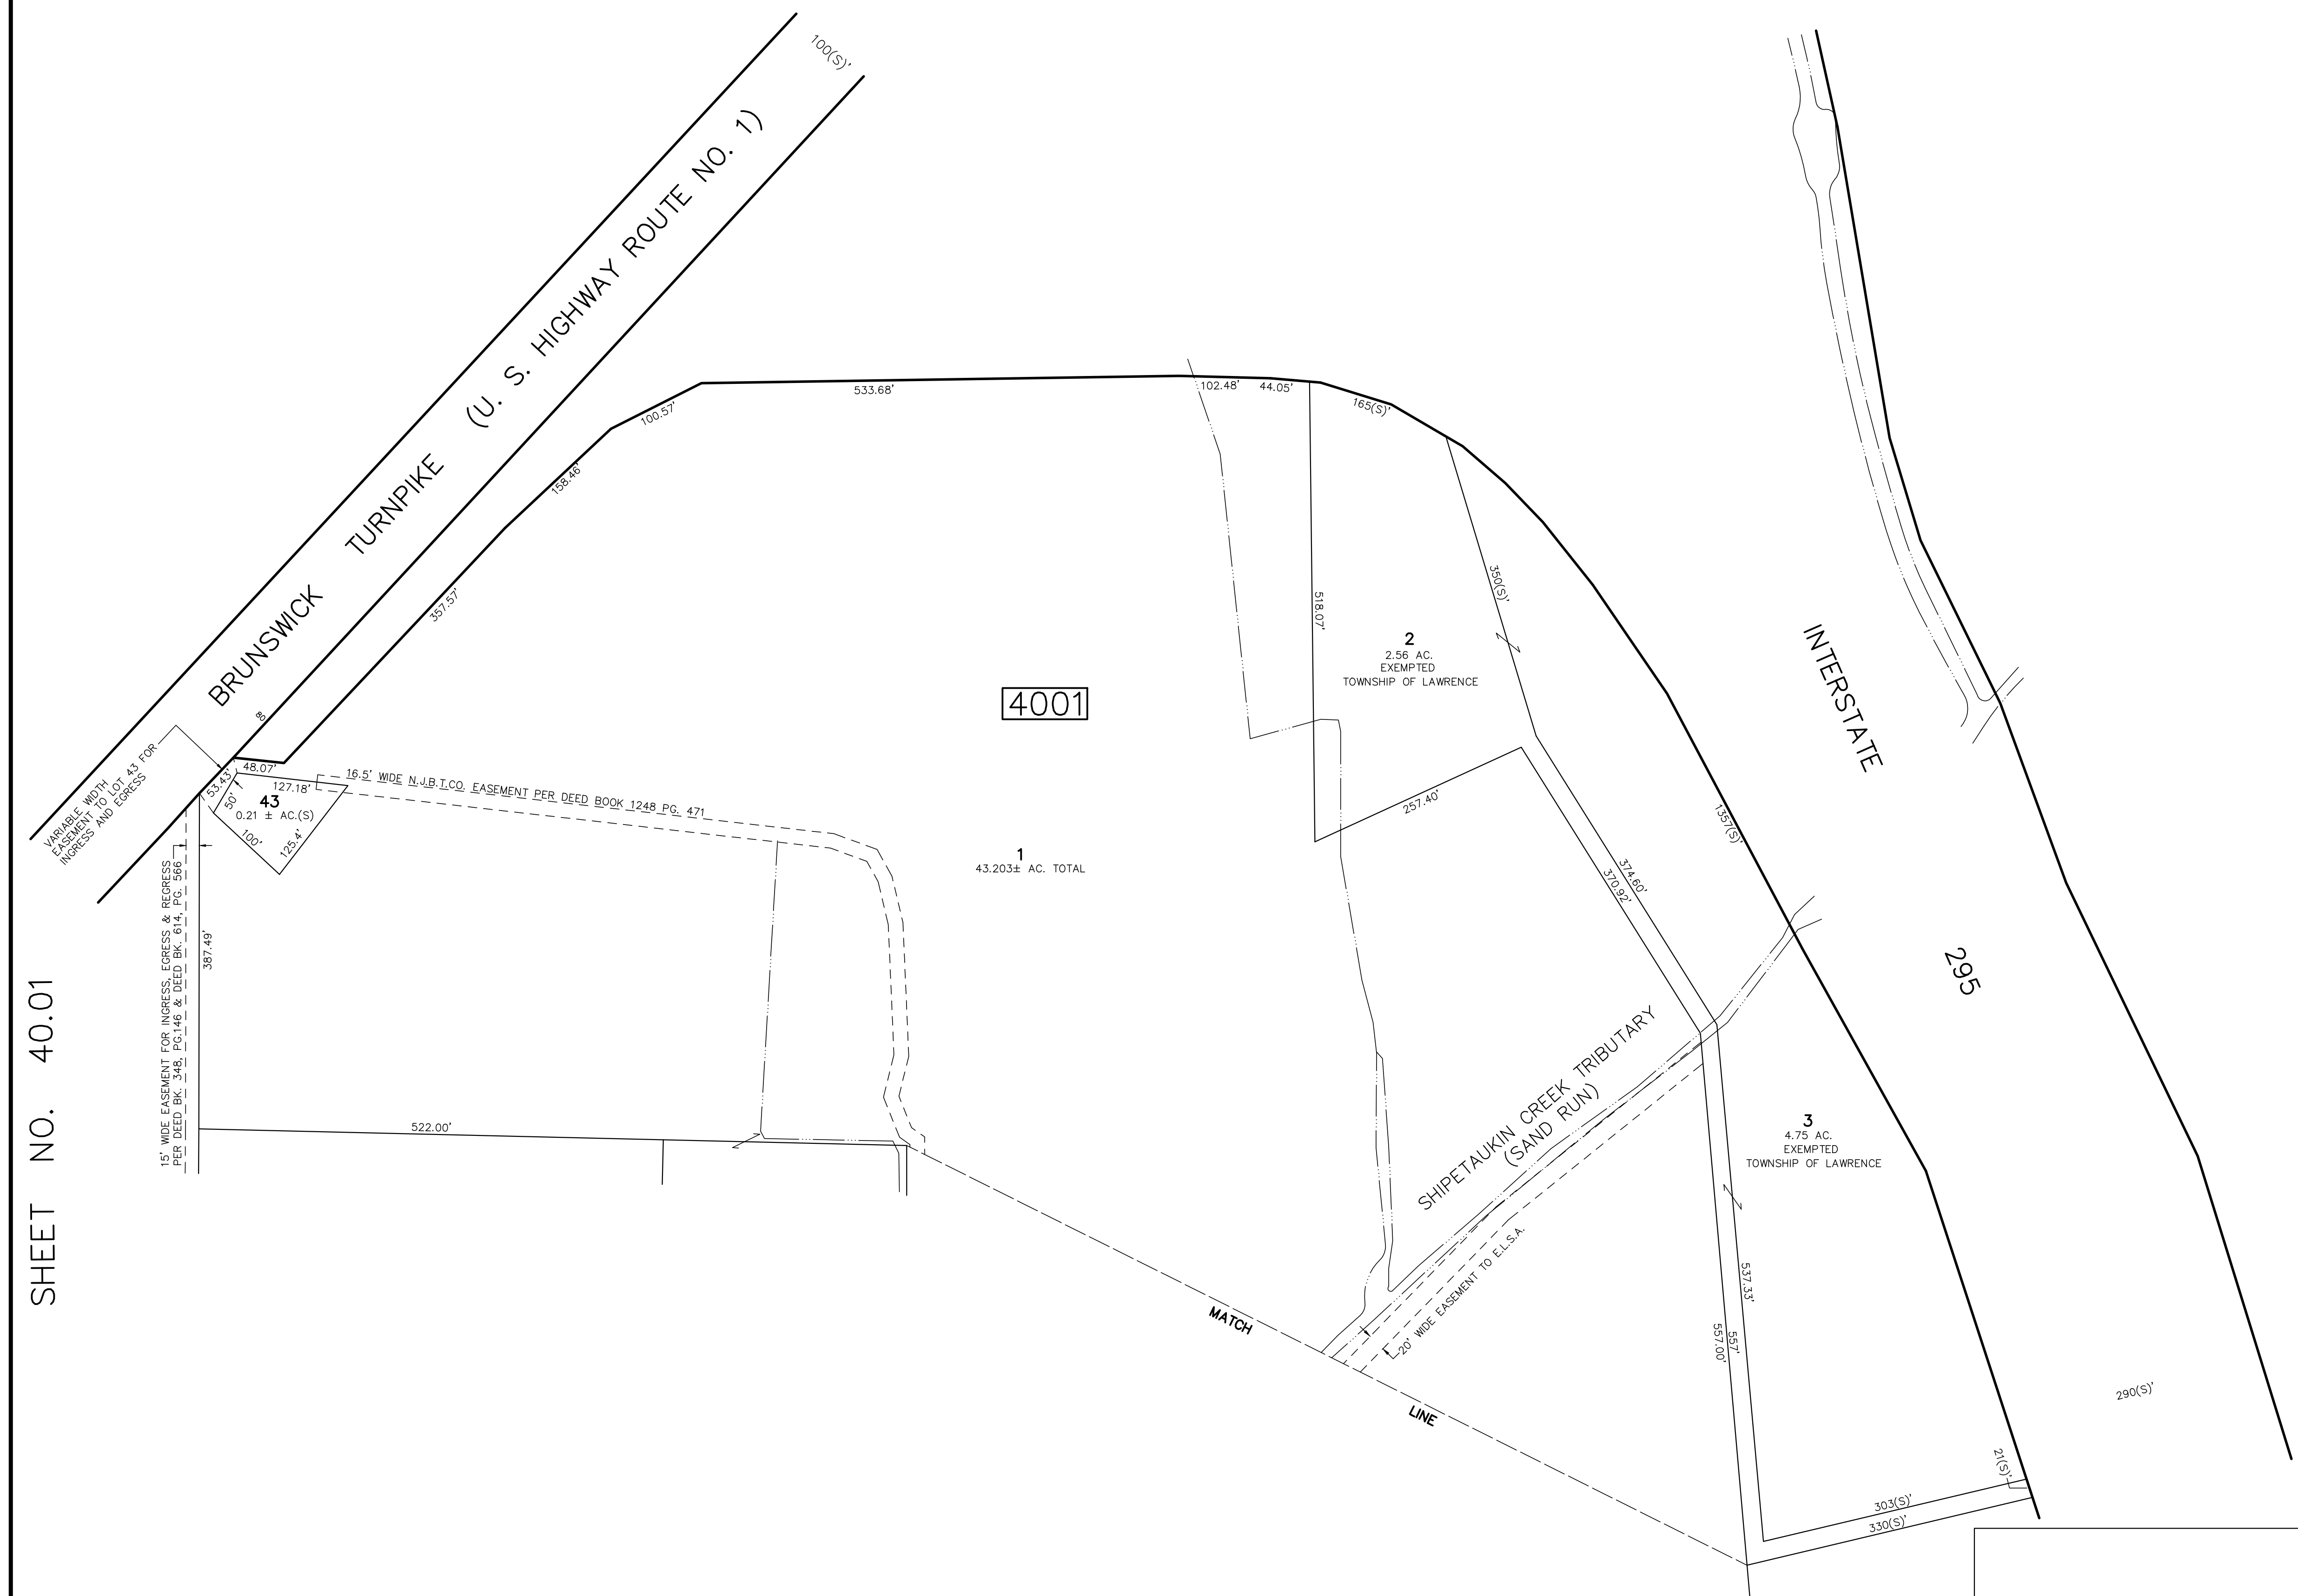 100(S)'
BRUNSWICK TURNPIKE (U. S. HIGHWAY ROUTE NO. 1)
533.68'
102.48'
44.05'
165(S)'
100.57'
158.46'
357.57'
518.07'
350(S)'
2
2.56 AC.
EXEMPTED
TOWNSHIP OF LAWRENCE
INTERSTATE
295
4001
80
VARIABLE WIDTH
EASEMENT TO LOT 43 FOR
INGRESS AND EGRESS
53.43'
48.07'
127.18'
50'
43
0.21 ± AC.(S)
100'
125.4'
16.5' WIDE N.J.B.T.CO. EASEMENT PER DEED BOOK 1248 PG. 471
257.40'
1357(S)'
1
43.203± AC. TOTAL
374.60'
370.92'
387.49'
15' WIDE EASEMENT FOR INGRESS, EGRESS & REGRESS
PER DEED BK. 348, PG.146 & DEED BK. 614, PG. 566
SHEET NO. 40.01
522.00'
SHIPETAUKIN CREEK TRIBUTARY
(SAND RUN)
20' WIDE EASEMENT TO E.L.S.A.
3
4.75 AC.
EXEMPTED
TOWNSHIP OF LAWRENCE
537.33'
557'
557.00'
MATCH
LINE
290(S)'
21(S)'
303(S)'
330(S)'